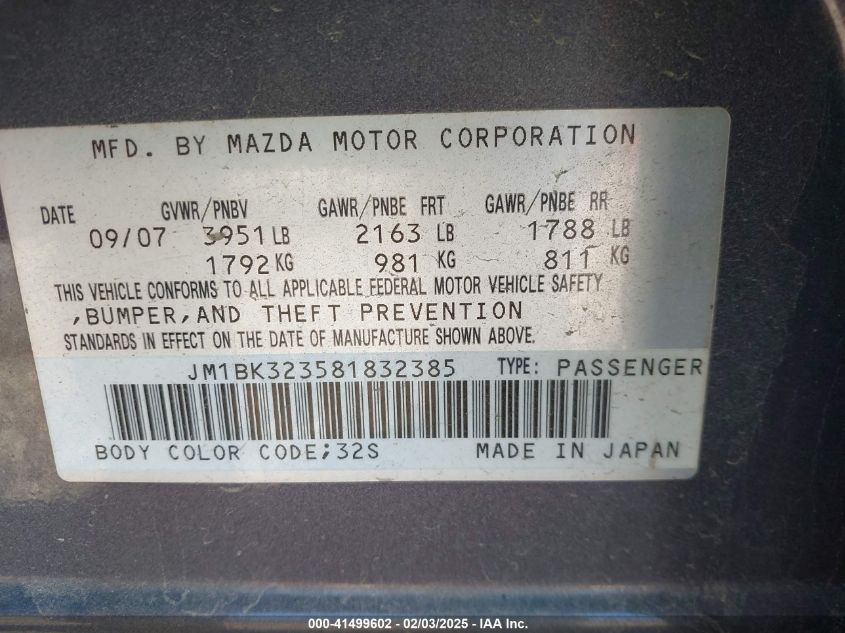 MFD. BY MAZDA MOTOR CORPORATION
DATE GVWR/PNBV GAWR/PNBE FRT GAWR/PNBE RR
09/07 3951 LB 2163 LB 1788 LB
1792 KG 981 KG 811 KG
THIS VEHICLE CONFORMS TO ALL APPLICABLE FEDERAL MOTOR VEHICLE SAFETY
,BUMPER,AND THEFT PREVENTION
STANDARDS IN EFFECT ON THE DATE OF MANUFACTURE SHOWN ABOVE.
JM1BK323581832385 TYPE: PASSENGER
BODY COLOR CODE;32S MADE IN JAPAN
000-41499602 - 02/03/2025 - IAA Inc.